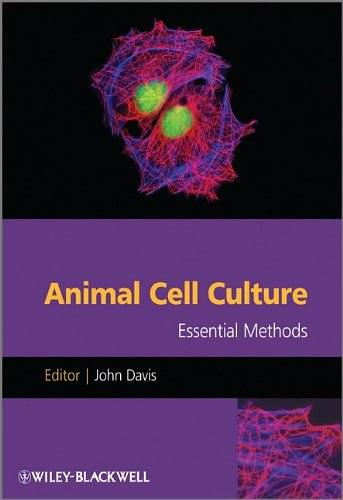 Animal Cell Culture
Essential Methods
Editor | John Davis
WILEY-BLACKWELL